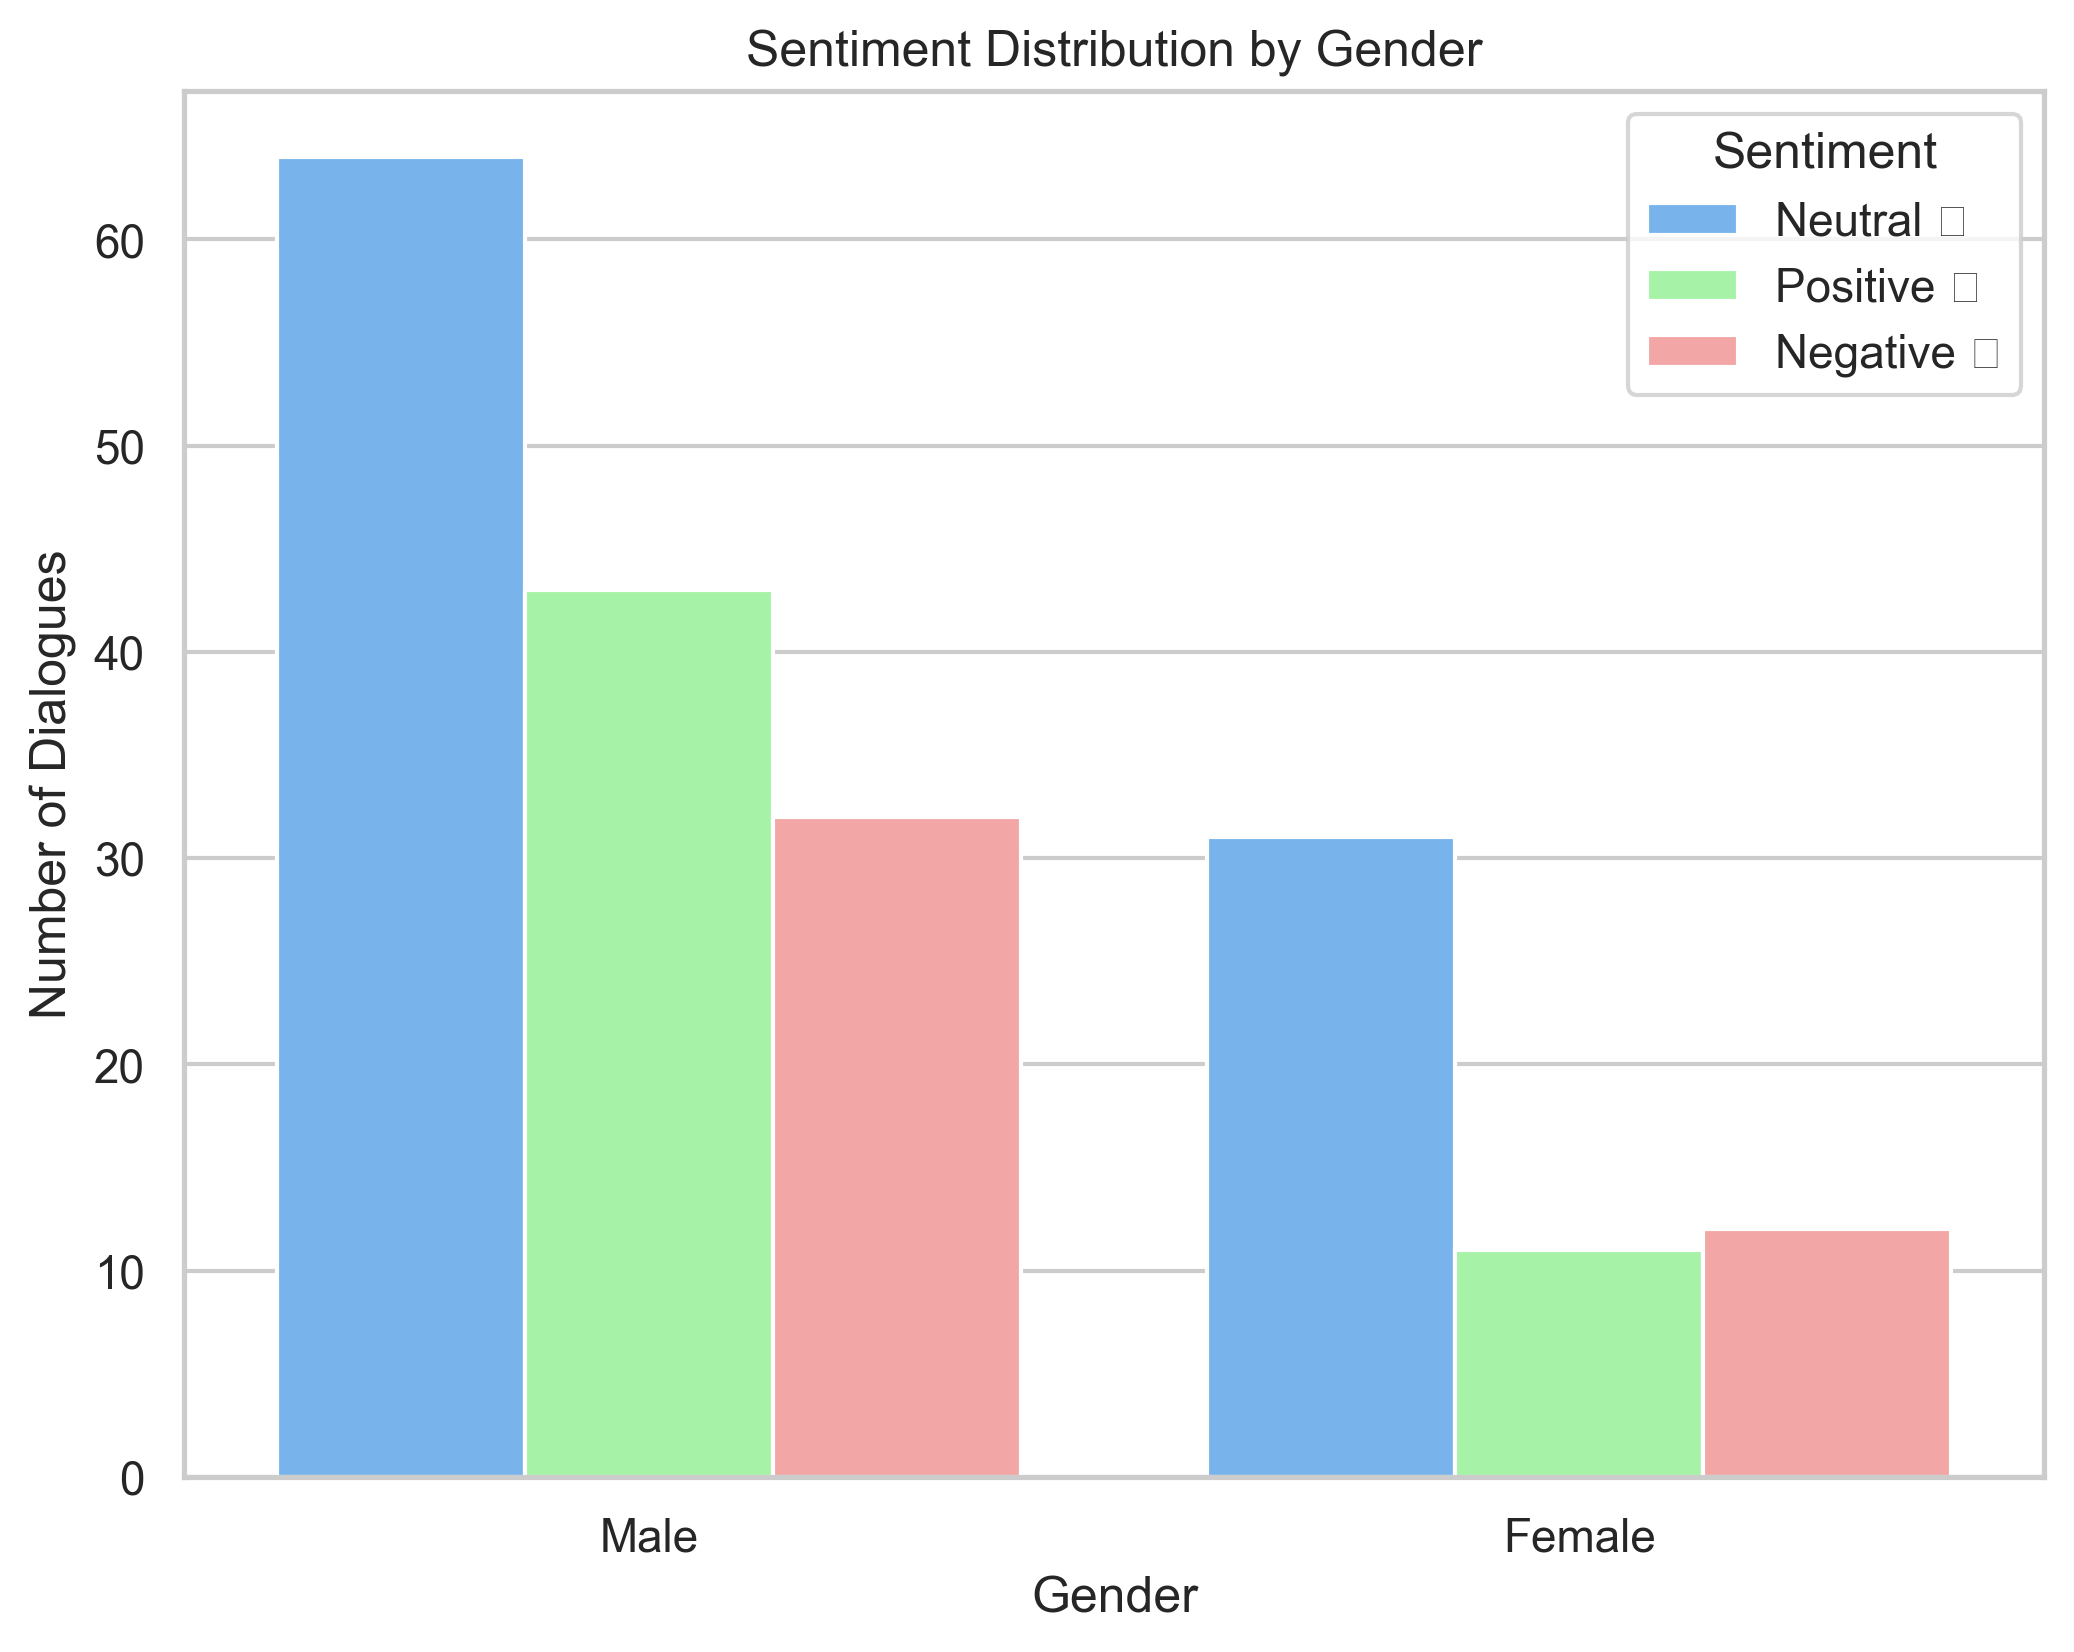 Sentiment Distribution by Gender
Sentiment
Neutral
Positive
Negative
60
50
40
30
20
10
0
Number of Dialogues
Male
Female
Gender